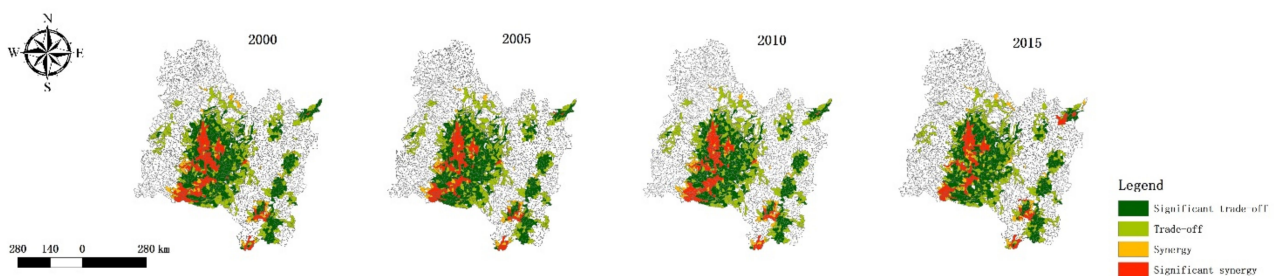 N
W E
S
2000
2005
2010
2015
Legend
Significant trade-off
Trade-off
Synergy
Significant synergy
280 140 0 280 km